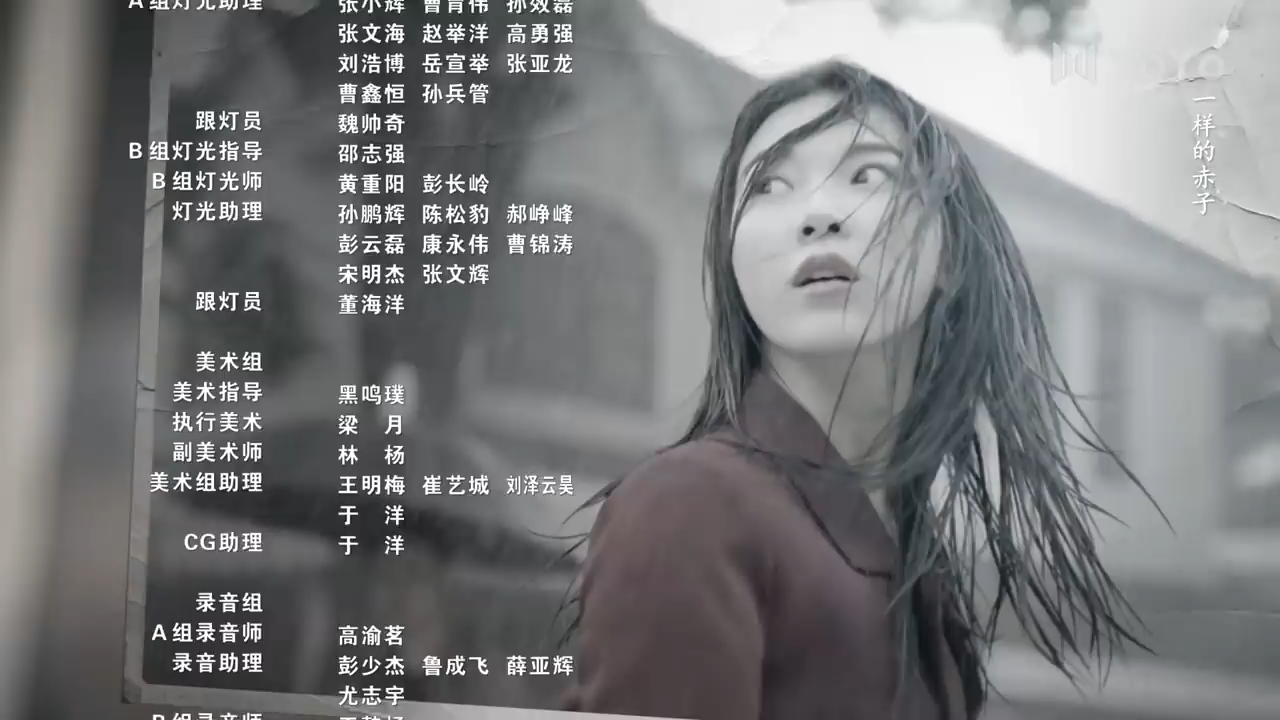 A组灯光助理 张小辉 曹育伟 孙效磊
张文海 赵举洋 高勇强
刘浩博 岳宣举 张亚龙
曹鑫恒 孙兵管
跟灯员 魏帅奇
B组灯光指导 邵志强
B组灯光师 黄重阳 彭长岭
灯光助理 孙鹏辉 陈松豹 郝峥峰
彭云磊 康永伟 曹锦涛
宋明杰 张文辉
跟灯员 董海洋
美术组
美术指导 黑鸣璞
执行美术 梁 月
副美术师 林 杨
美术组助理 王明梅 崔艺城 刘泽云昊
于 洋
CG助理 于 洋
录音组
A组录音师 高渝茗
录音助理 彭少杰 鲁成飞 薛亚辉
尤志宇
B组录音师
一样的赤子